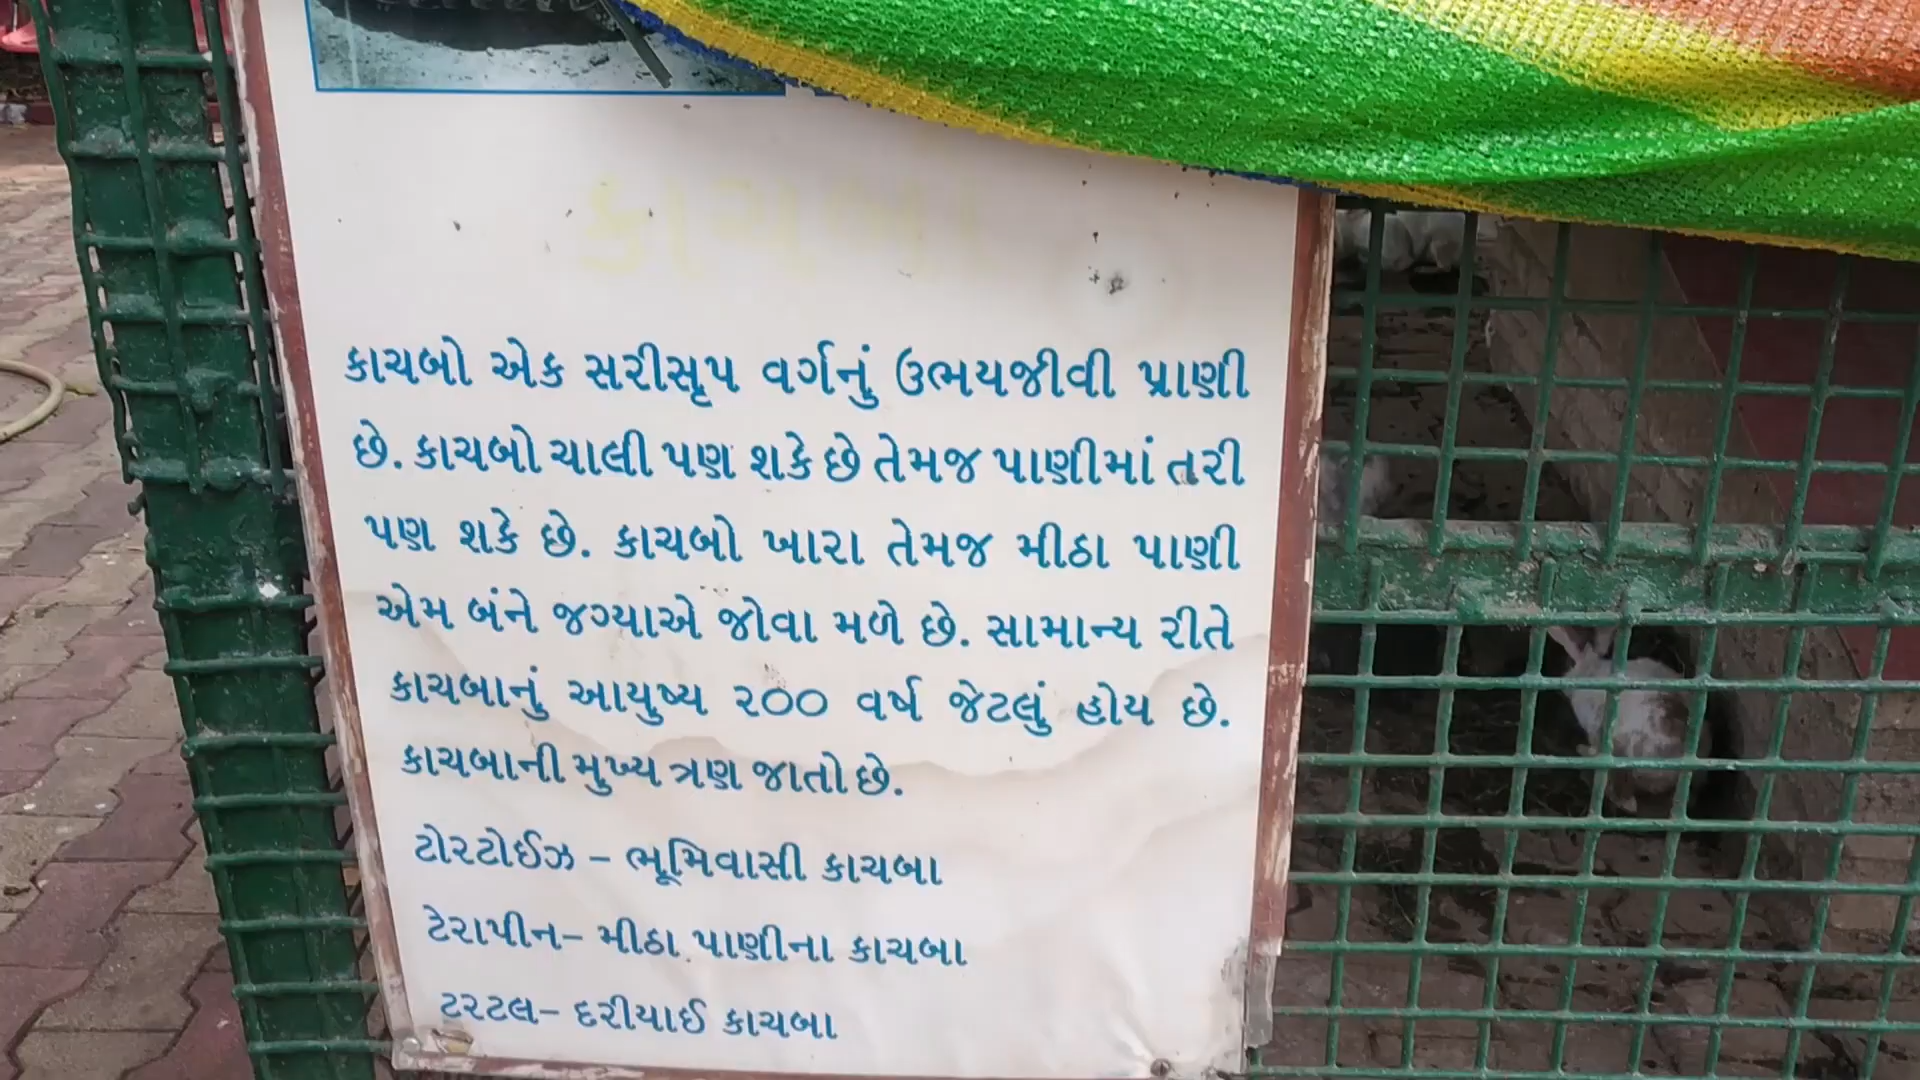 કાચબા
કાચબો એક સરીસૃપ વર્ગનું ઉભયજીવી પ્રાણી
છે. કાચબો ચાલી પણ શકે છે તેમજ પાણીમાં તરી
પણ શકે છે. કાચબો ખારા તેમજ મીઠા પાણી
એમ બંને જગ્યાએ જોવા મળે છે. સામાન્ય રીતે
કાચબાનું આયુષ્ય ૨૦૦ વર્ષ જેટલું હોય છે.
કાચબાની મુખ્ય ત્રણ જાતો છે.
ટોરટોઈઝ – ભૂમિવાસી કાચબા
ટેરાપીન– મીઠા પાણીના કાચબા
ટરટલ– દરીયાઈ કાચબા